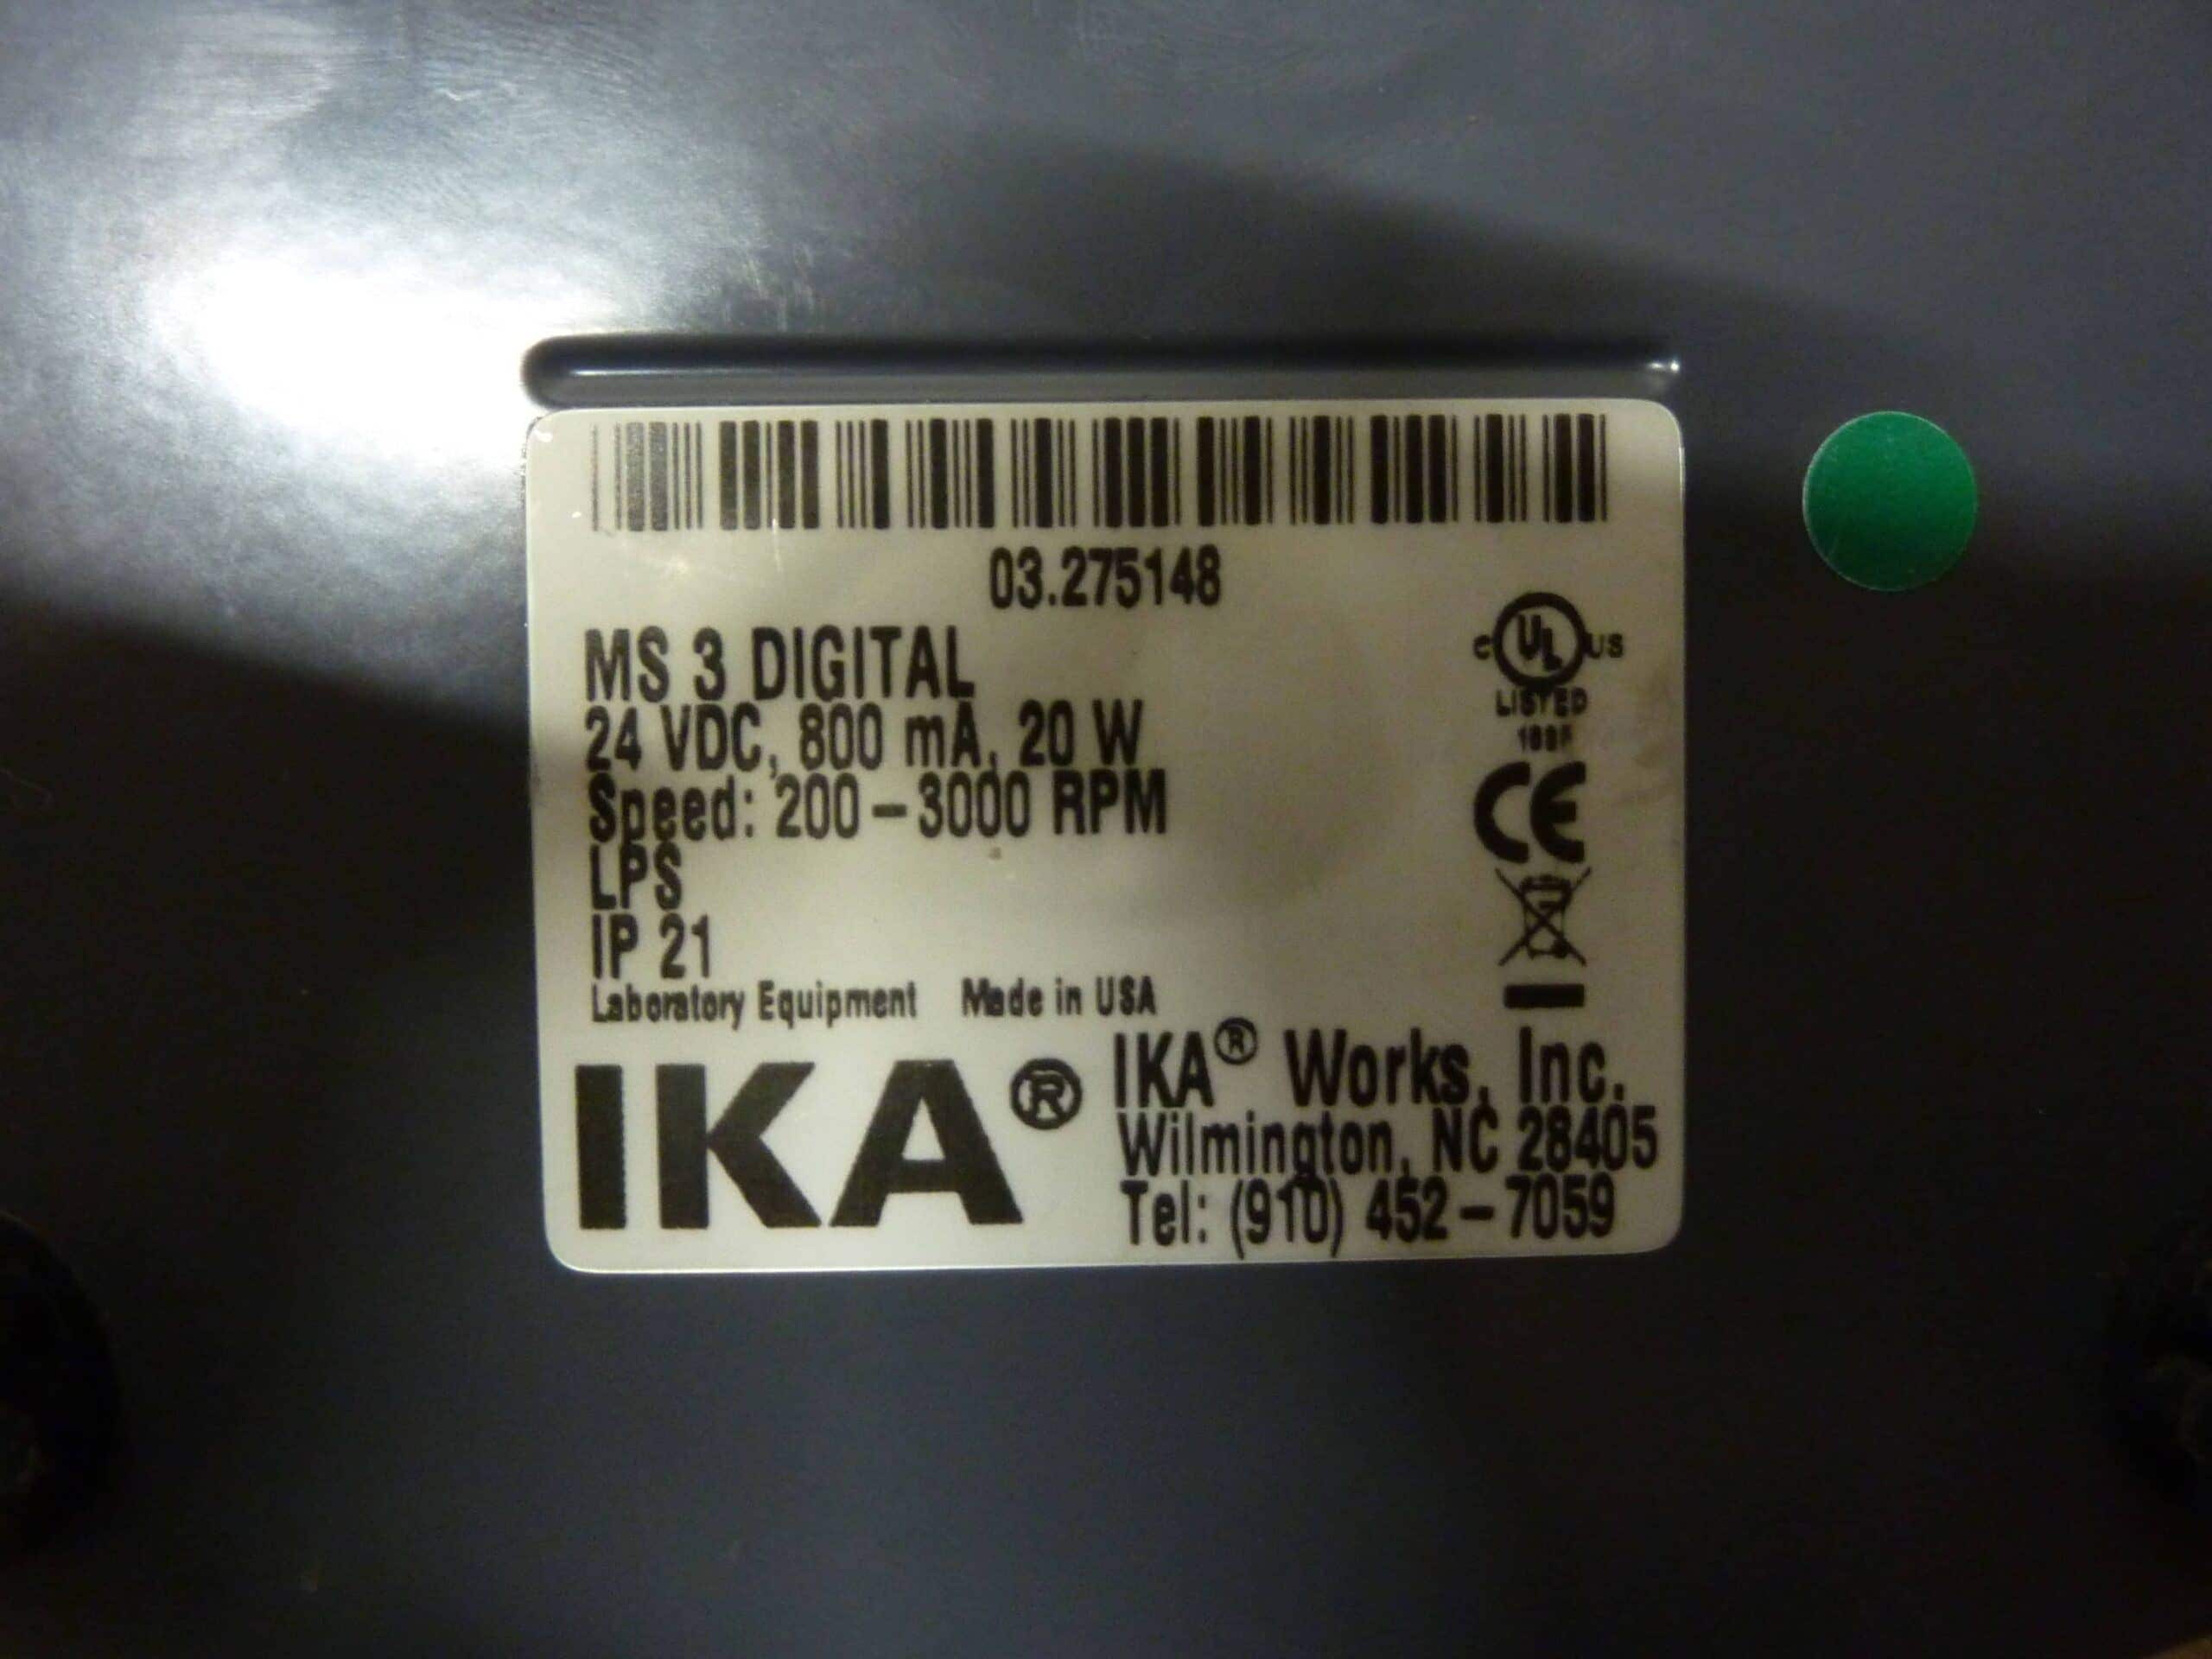 03.275148
MS 3 DIGITAL
24 VDC, 800 mA, 20 W
Speed: 200 – 3000 RPM
LPS
IP 21
Laboratory Equipment Made in USA
c UL US
LISTED
CE
IKA®
IKA® Works, Inc.
Wilmington, NC 28405
Tel: (910) 452 – 7059